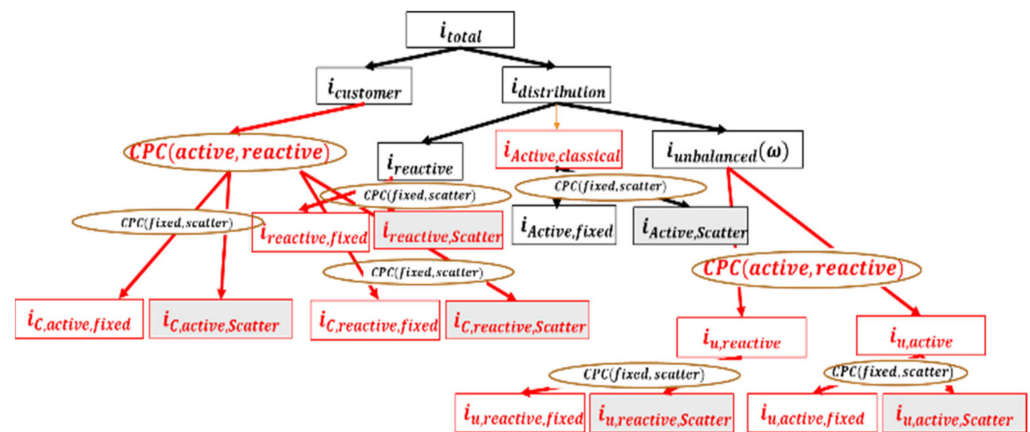 i_total
i_customer
i_distribution
CPC(active,reactive)
i_reactive
i_Active,classical
i_unbalanced(ω)
CPC(fixed,scatter)
CPC(fixed,scatter)
CPC(fixed,scatter)
i_reactive,fixed
i_reactive,Scatter
i_Active,fixed
i_Active,Scatter
CPC(fixed,scatter)
CPC(active,reactive)
i_C,active,fixed
i_C,active,Scatter
i_C,reactive,fixed
i_C,reactive,Scatter
i_u,reactive
i_u,active
CPC(fixed,scatter)
CPC(fixed,scatter)
i_u,reactive,fixed
i_u,reactive,Scatter
i_u,active,fixed
i_u,active,Scatter